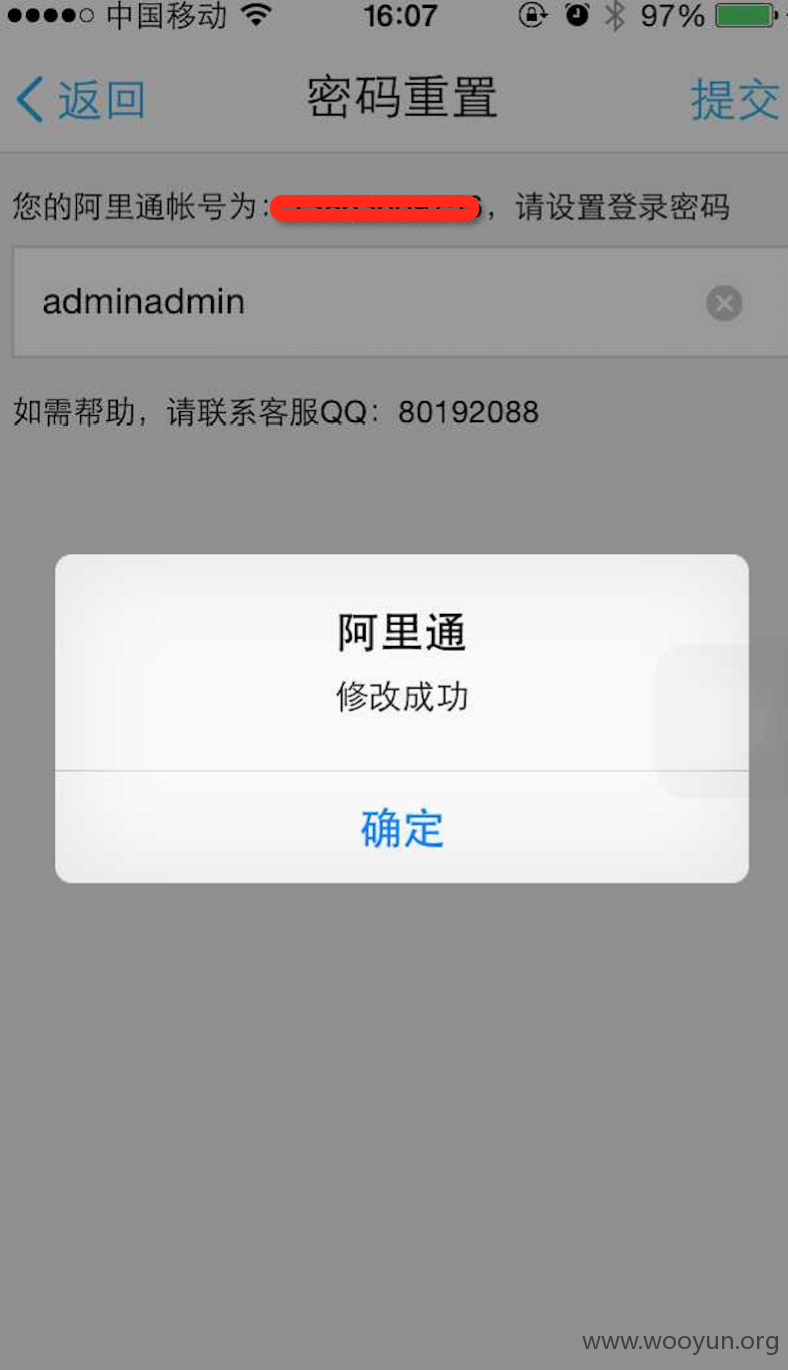 中国移动 16:07 97%
返回 密码重置 提交
您的阿里通帐号为: ，请设置登录密码
adminadmin
如需帮助，请联系客服QQ：80192088
阿里通
修改成功
确定
www.wooyun.org